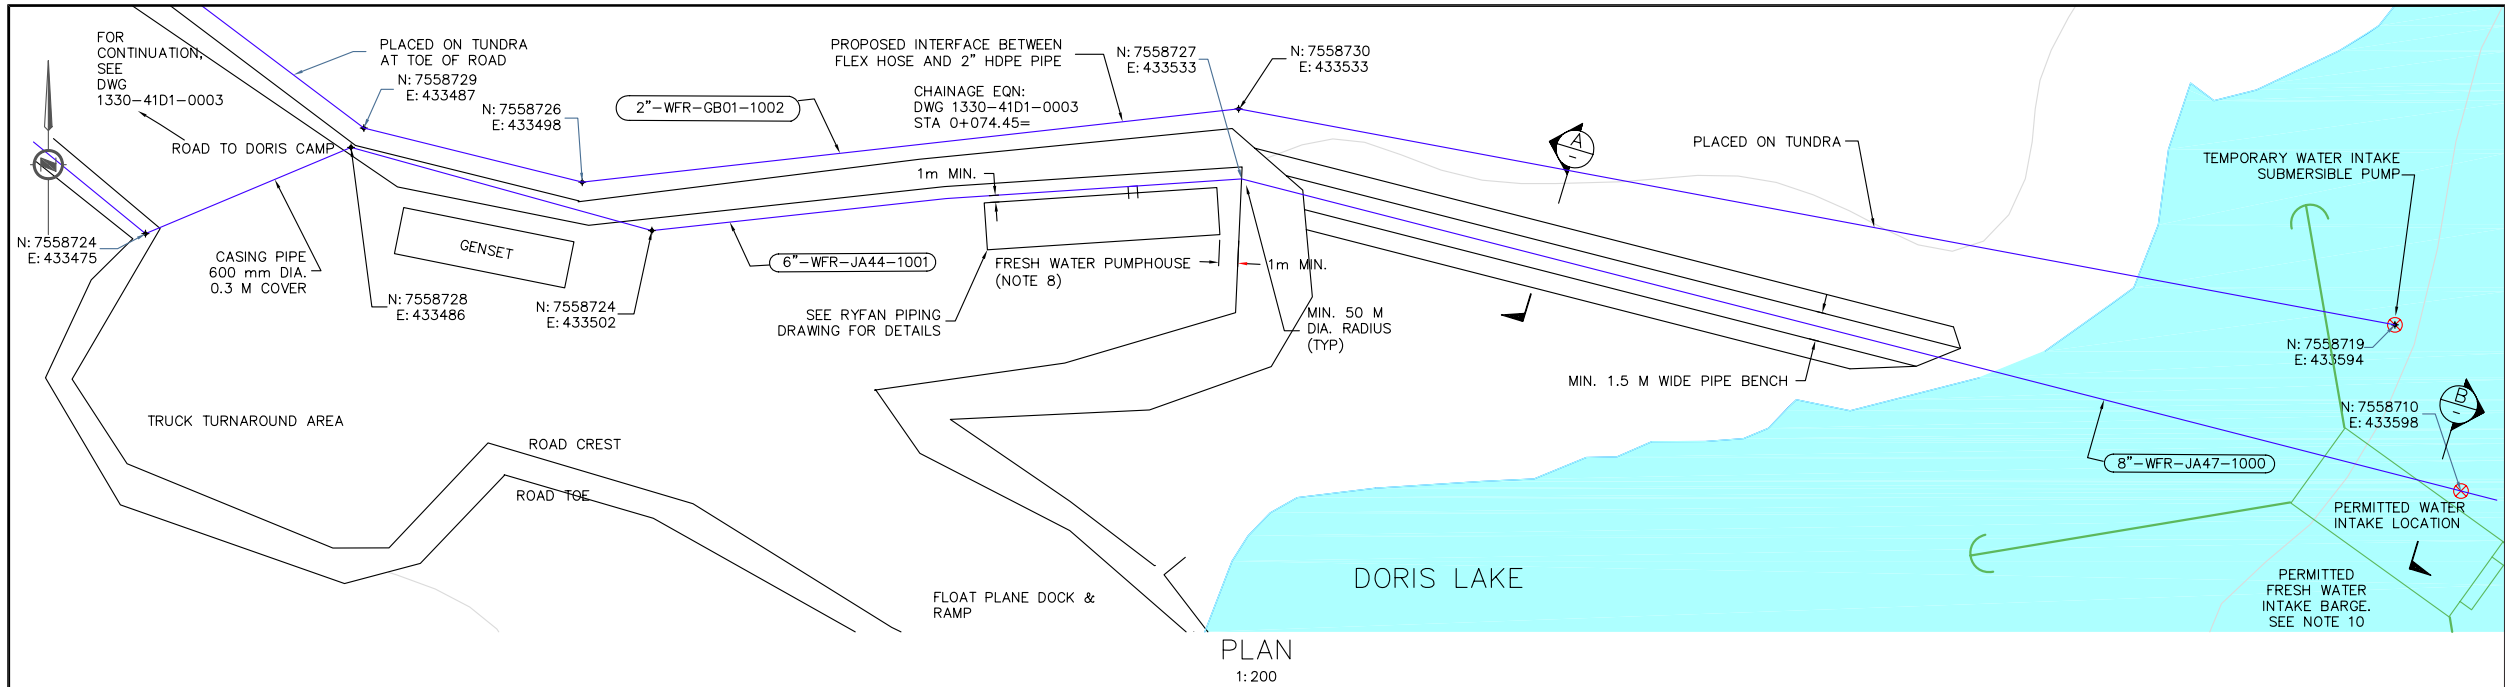 FOR
CONTINUATION,
SEE
DWG
1330-41D1-0003
PLACED ON TUNDRA
AT TOE OF ROAD
N: 7558729
E: 433487
N: 7558726
E: 433498
2"-WFR-GB01-1002
PROPOSED INTERFACE BETWEEN
FLEX HOSE AND 2" HDPE PIPE
CHAINAGE EQN:
DWG 1330-41D1-0003
STA 0+074.45=
N: 7558727
E: 433533
N: 7558730
E: 433533
A
-
PLACED ON TUNDRA
TEMPORARY WATER INTAKE
SUBMERSIBLE PUMP
ROAD TO DORIS CAMP
1m MIN.
N: 7558724
E: 433475
CASING PIPE
600 mm DIA.
0.3 M COVER
GENSET
6"-WFR-JA44-1001
FRESH WATER PUMPHOUSE
(NOTE 8)
1m MIN.
N: 7558728
E: 433486
N: 7558724
E: 433502
SEE RYFAN PIPING
DRAWING FOR DETAILS
MIN. 50 M
DIA. RADIUS
(TYP)
N: 7558719
E: 433594
MIN. 1.5 M WIDE PIPE BENCH
N: 7558710
E: 433598
B
-
TRUCK TURNAROUND AREA
ROAD CREST
8"-WFR-JA47-1000
ROAD TOE
PERMITTED WATER
INTAKE LOCATION
DORIS LAKE
PERMITTED
FRESH WATER
INTAKE BARGE.
SEE NOTE 10
FLOAT PLANE DOCK &
RAMP
PLAN
1:200